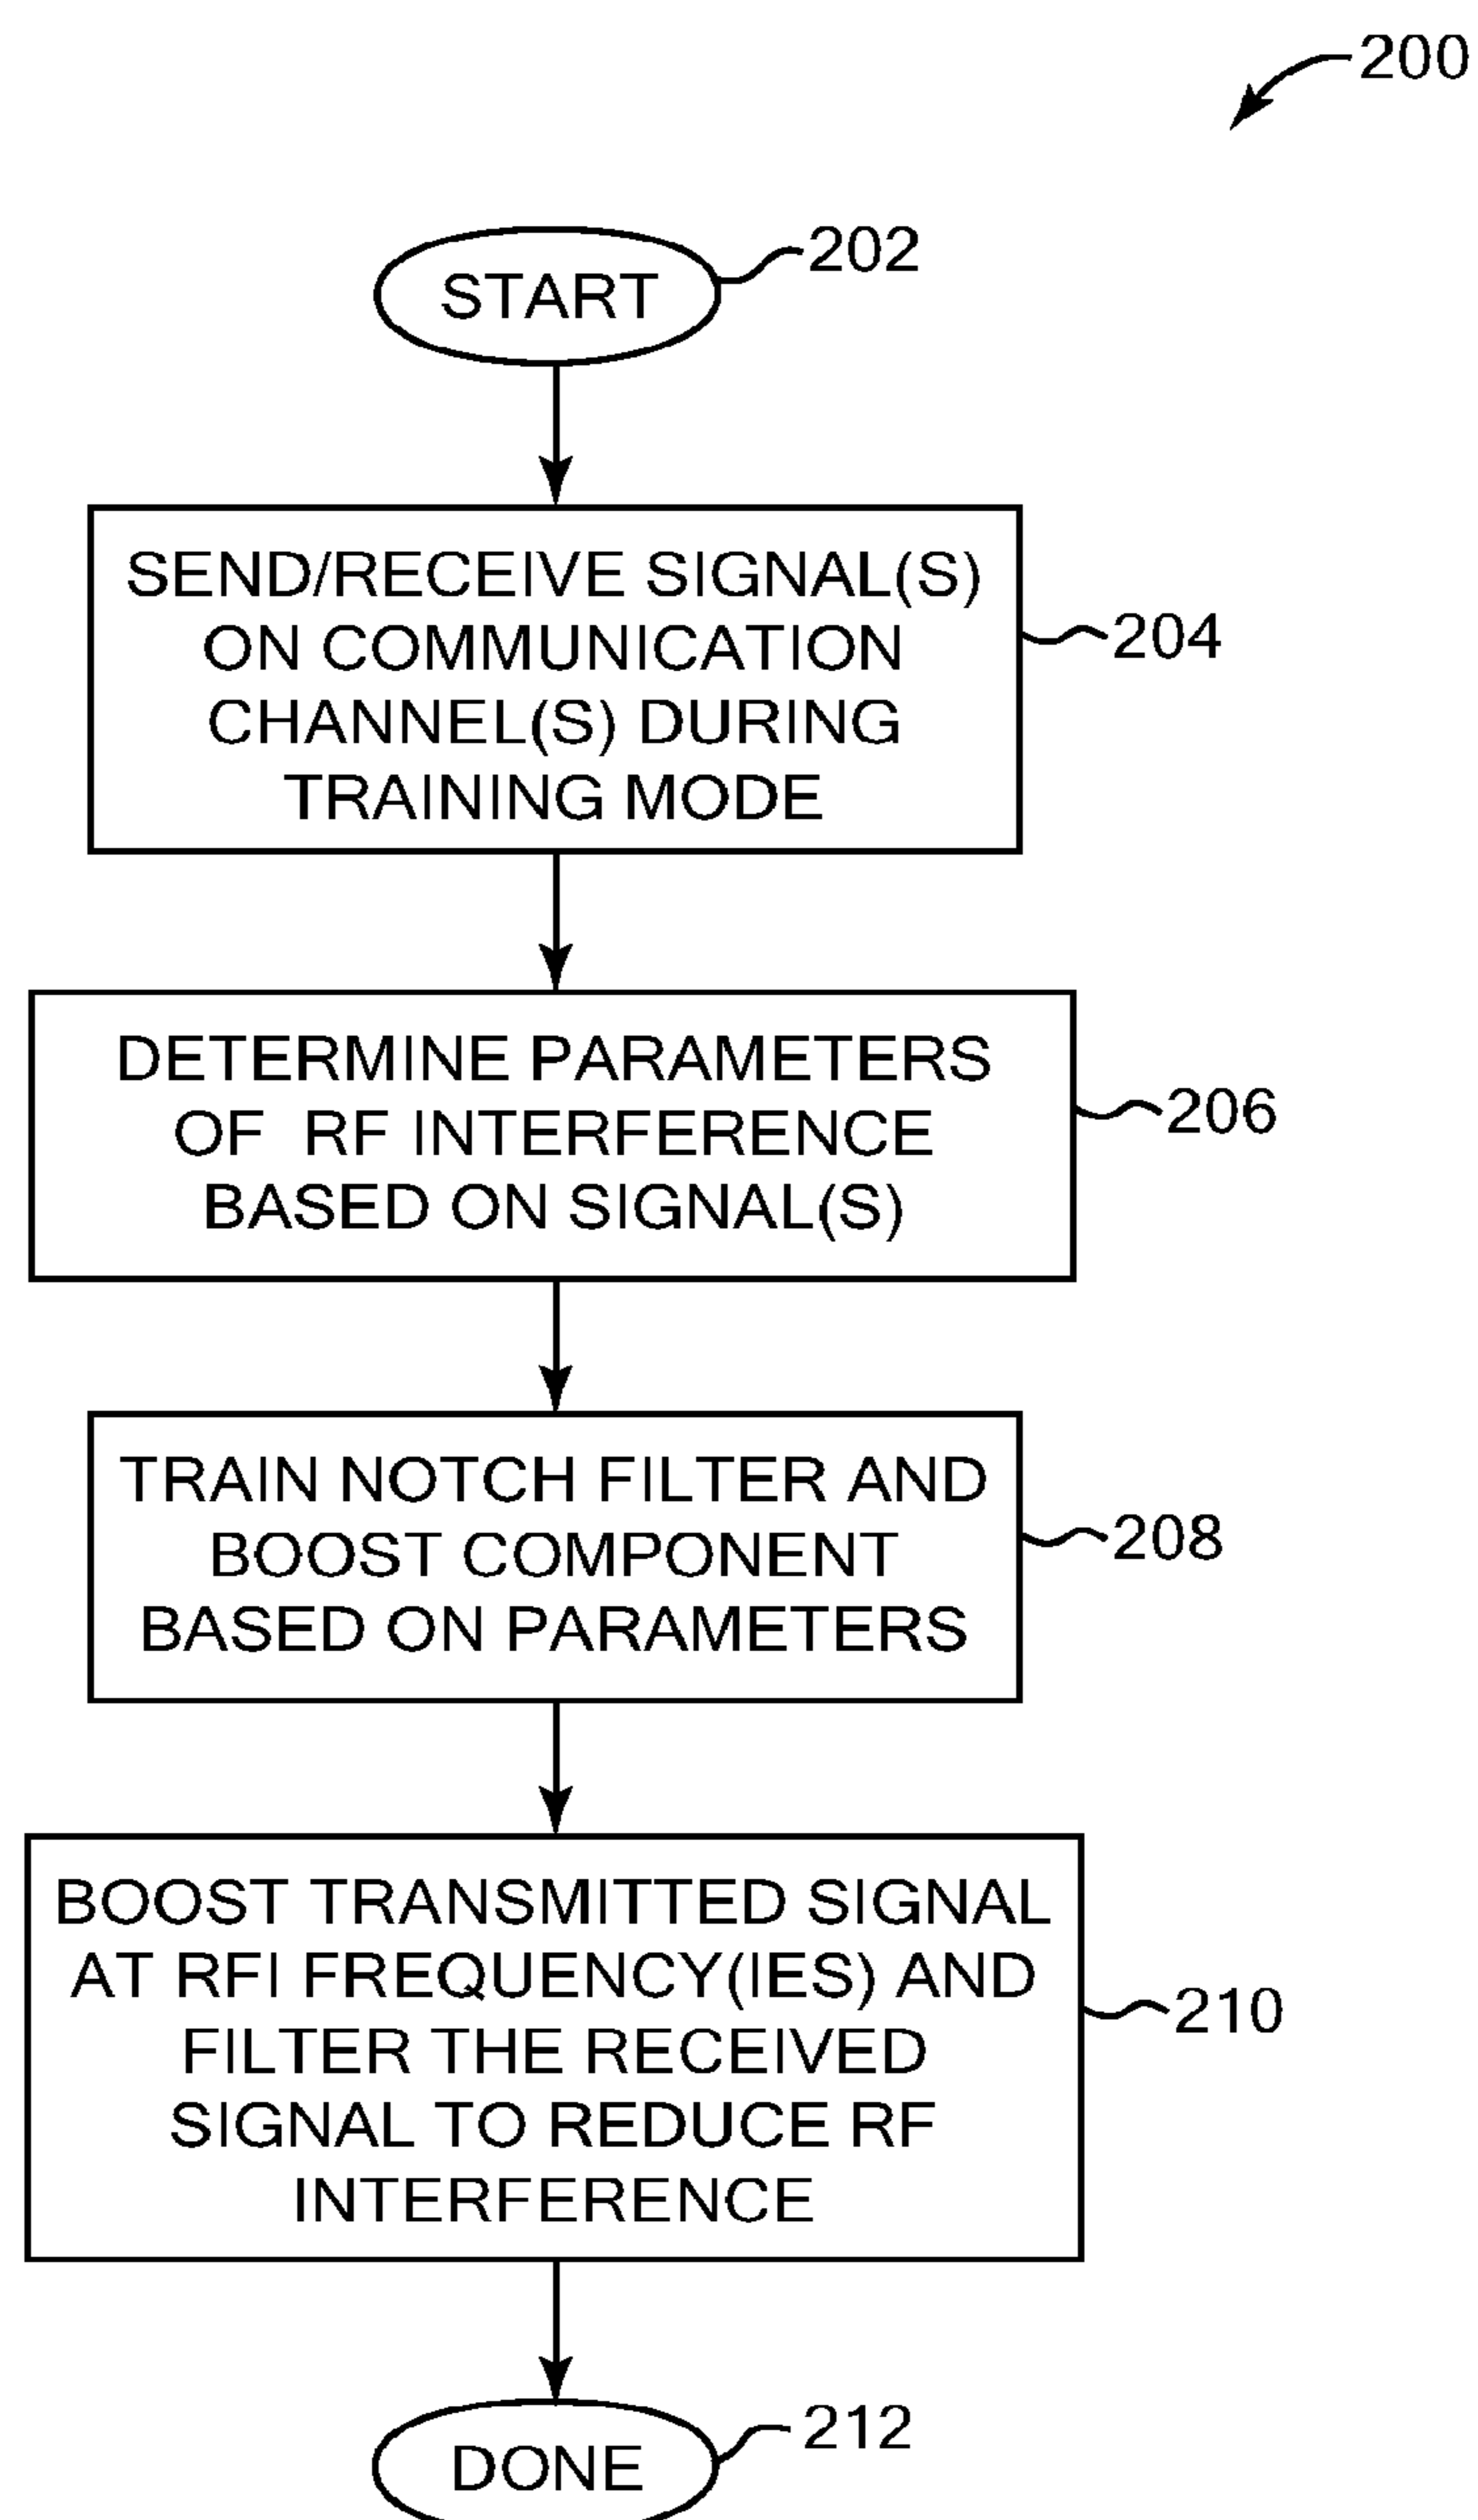 200
START
202
SEND/RECEIVE SIGNAL(S)
ON COMMUNICATION
CHANNEL(S) DURING
TRAINING MODE
204
DETERMINE PARAMETERS
OF RF INTERFERENCE
BASED ON SIGNAL(S)
206
TRAIN NOTCH FILTER AND
BOOST COMPONENT
BASED ON PARAMETERS
208
BOOST TRANSMITTED SIGNAL
AT RFI FREQUENCY(IES) AND
FILTER THE RECEIVED
SIGNAL TO REDUCE RF
INTERFERENCE
210
DONE
212